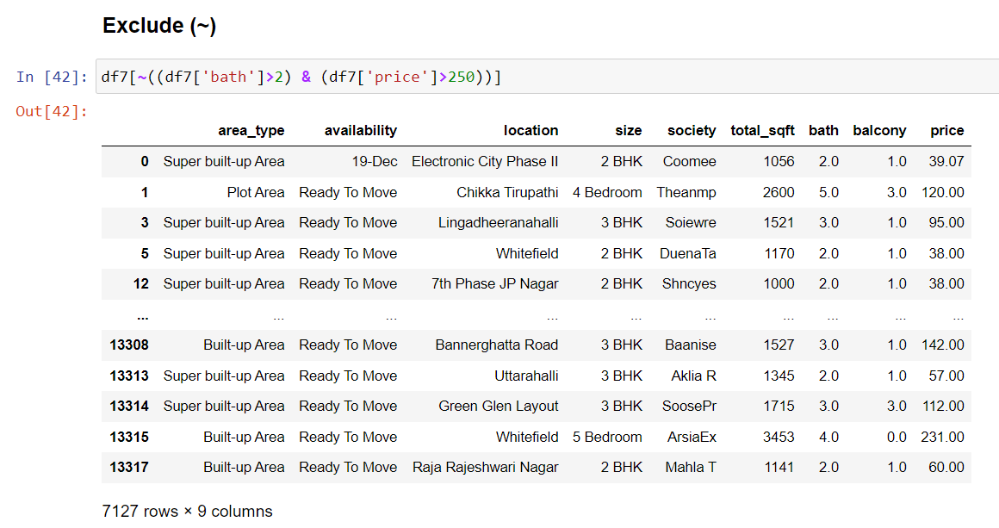 Exclude (~)
In [42]: df7[~((df7['bath']>2) & (df7['price']>250))]
Out[42]:
area_type availability location size society total_sqft bath balcony price
0 Super built-up Area 19-Dec Electronic City Phase II 2 BHK Coomee 1056 2.0 1.0 39.07
1 Plot Area Ready To Move Chikka Tirupathi 4 Bedroom Theanmp 2600 5.0 3.0 120.00
3 Super built-up Area Ready To Move Lingadheeranahalli 3 BHK Soiewre 1521 3.0 1.0 95.00
5 Super built-up Area Ready To Move Whitefield 2 BHK DuenaTa 1170 2.0 1.0 38.00
12 Super built-up Area Ready To Move 7th Phase JP Nagar 2 BHK Shncyes 1000 2.0 1.0 38.00
... ... ... ... ... ... ... ... ... ...
13308 Built-up Area Ready To Move Bannerghatta Road 3 BHK Baanise 1527 3.0 1.0 142.00
13313 Super built-up Area Ready To Move Uttarahalli 3 BHK Aklia R 1345 2.0 1.0 57.00
13314 Super built-up Area Ready To Move Green Glen Layout 3 BHK SoosePr 1715 3.0 3.0 112.00
13315 Built-up Area Ready To Move Whitefield 5 Bedroom ArsiaEx 3453 4.0 0.0 231.00
13317 Built-up Area Ready To Move Raja Rajeshwari Nagar 2 BHK Mahla T 1141 2.0 1.0 60.00
7127 rows × 9 columns